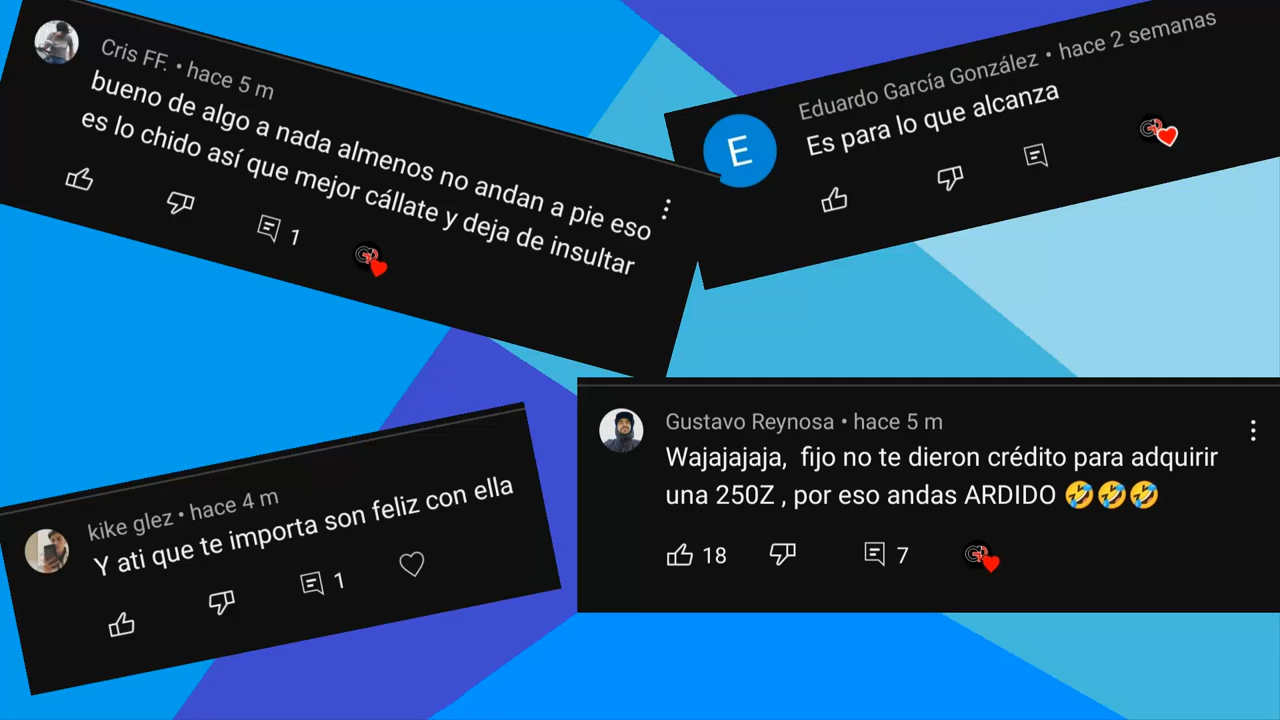 Cris FF. • hace 5 m
bueno de algo a nada almenos no andan a pie eso
es lo chido así que mejor cállate y deja de insultar
1
Eduardo García González • hace 2 semanas
E
Es para lo que alcanza
kike glez • hace 4 m
Y ati que te importa son feliz con ella
1
Gustavo Reynosa • hace 5 m
Wajajajaja, fijo no te dieron crédito para adquirir
una 250Z , por eso andas ARDIDO 🤣🤣🤣
18 7